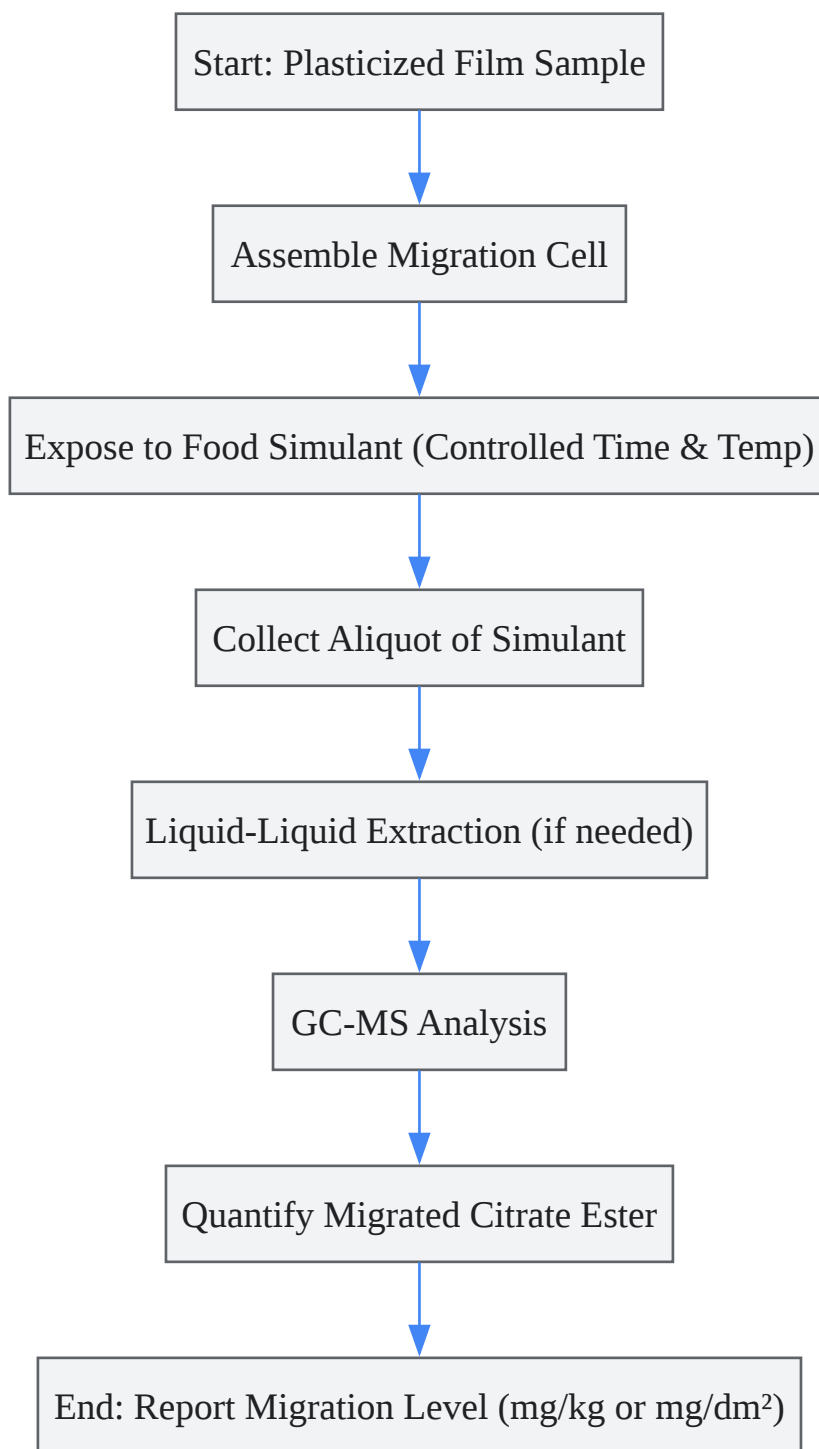 Start: Plasticized Film Sample
Assemble Migration Cell
Expose to Food Simulant (Controlled Time & Temp)
Collect Aliquot of Simulant
Liquid-Liquid Extraction (if needed)
GC-MS Analysis
Quantify Migrated Citrate Ester
End: Report Migration Level (mg/kg or mg/dm²)